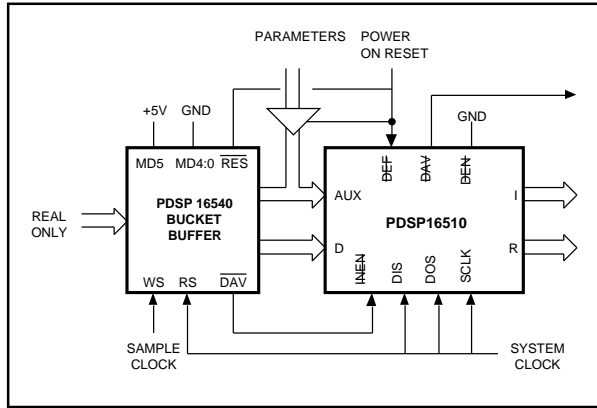 PARAMETERS
POWER
ON RESET
+5V
GND
GND
MD5
MD4:0
RES
DEF
DAV
DEN
PDSP 16540
BUCKET
BUFFER
REAL
ONLY
AUX
PDSP16510
I
D
R
WS
RS
DAV
INEN
DIS
DOS
SCLK
SAMPLE
CLOCK
SYSTEM
CLOCK